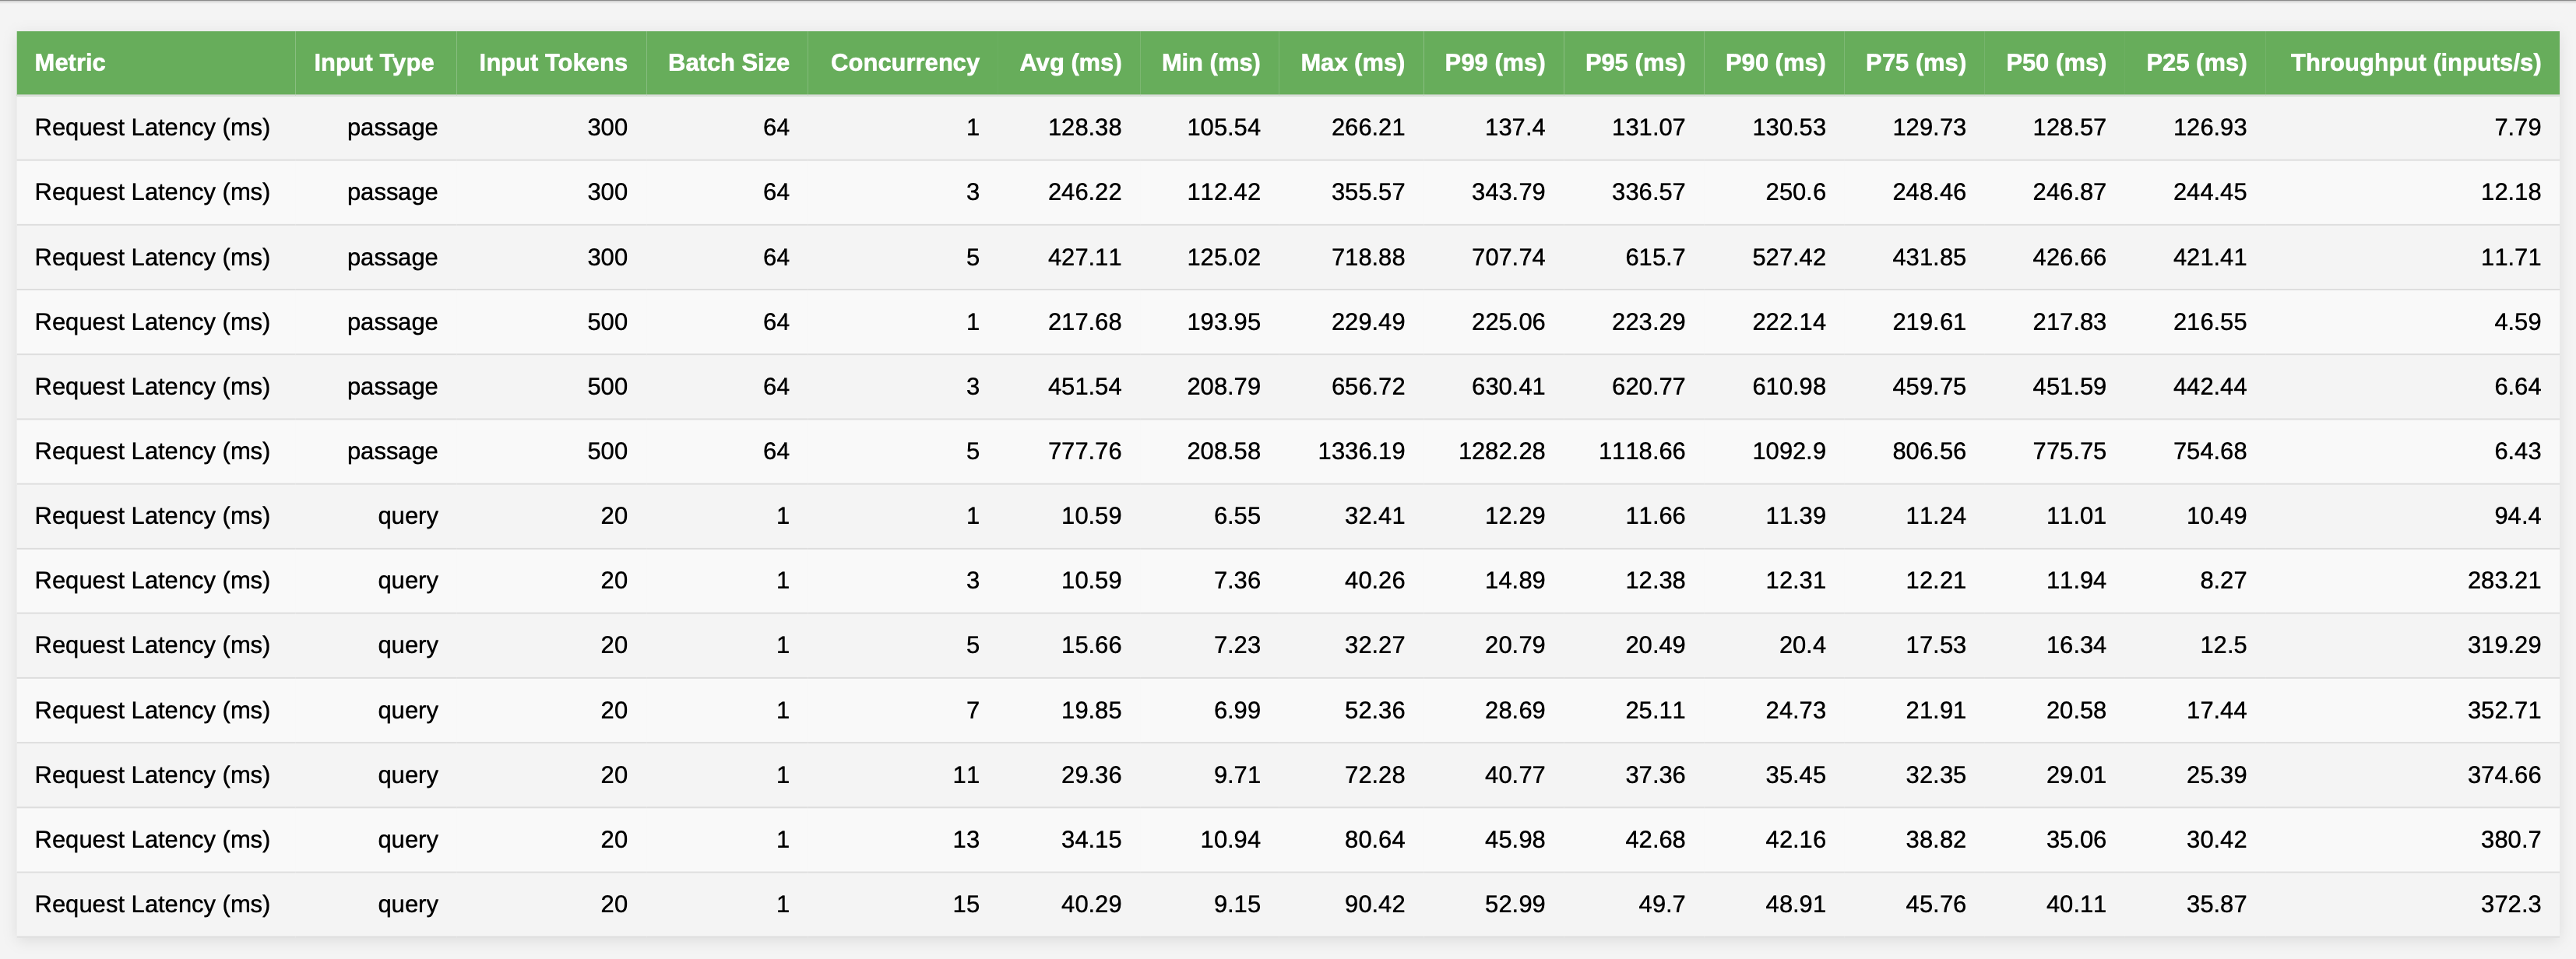 Metric Input Type Input Tokens Batch Size Concurrency Avg (ms) Min (ms) Max (ms) P99 (ms) P95 (ms) P90 (ms) P75 (ms) P50 (ms) P25 (ms) Throughput (inputs/s)
Request Latency (ms) passage 300 64 1 128.38 105.54 266.21 137.4 131.07 130.53 129.73 128.57 126.93 7.79
Request Latency (ms) passage 300 64 3 246.22 112.42 355.57 343.79 336.57 250.6 248.46 246.87 244.45 12.18
Request Latency (ms) passage 300 64 5 427.11 125.02 718.88 707.74 615.7 527.42 431.85 426.66 421.41 11.71
Request Latency (ms) passage 500 64 1 217.68 193.95 229.49 225.06 223.29 222.14 219.61 217.83 216.55 4.59
Request Latency (ms) passage 500 64 3 451.54 208.79 656.72 630.41 620.77 610.98 459.75 451.59 442.44 6.64
Request Latency (ms) passage 500 64 5 777.76 208.58 1336.19 1282.28 1118.66 1092.9 806.56 775.75 754.68 6.43
Request Latency (ms) query 20 1 1 10.59 6.55 32.41 12.29 11.66 11.39 11.24 11.01 10.49 94.4
Request Latency (ms) query 20 1 3 10.59 7.36 40.26 14.89 12.38 12.31 12.21 11.94 8.27 283.21
Request Latency (ms) query 20 1 5 15.66 7.23 32.27 20.79 20.49 20.4 17.53 16.34 12.5 319.29
Request Latency (ms) query 20 1 7 19.85 6.99 52.36 28.69 25.11 24.73 21.91 20.58 17.44 352.71
Request Latency (ms) query 20 1 11 29.36 9.71 72.28 40.77 37.36 35.45 32.35 29.01 25.39 374.66
Request Latency (ms) query 20 1 13 34.15 10.94 80.64 45.98 42.68 42.16 38.82 35.06 30.42 380.7
Request Latency (ms) query 20 1 15 40.29 9.15 90.42 52.99 49.7 48.91 45.76 40.11 35.87 372.3